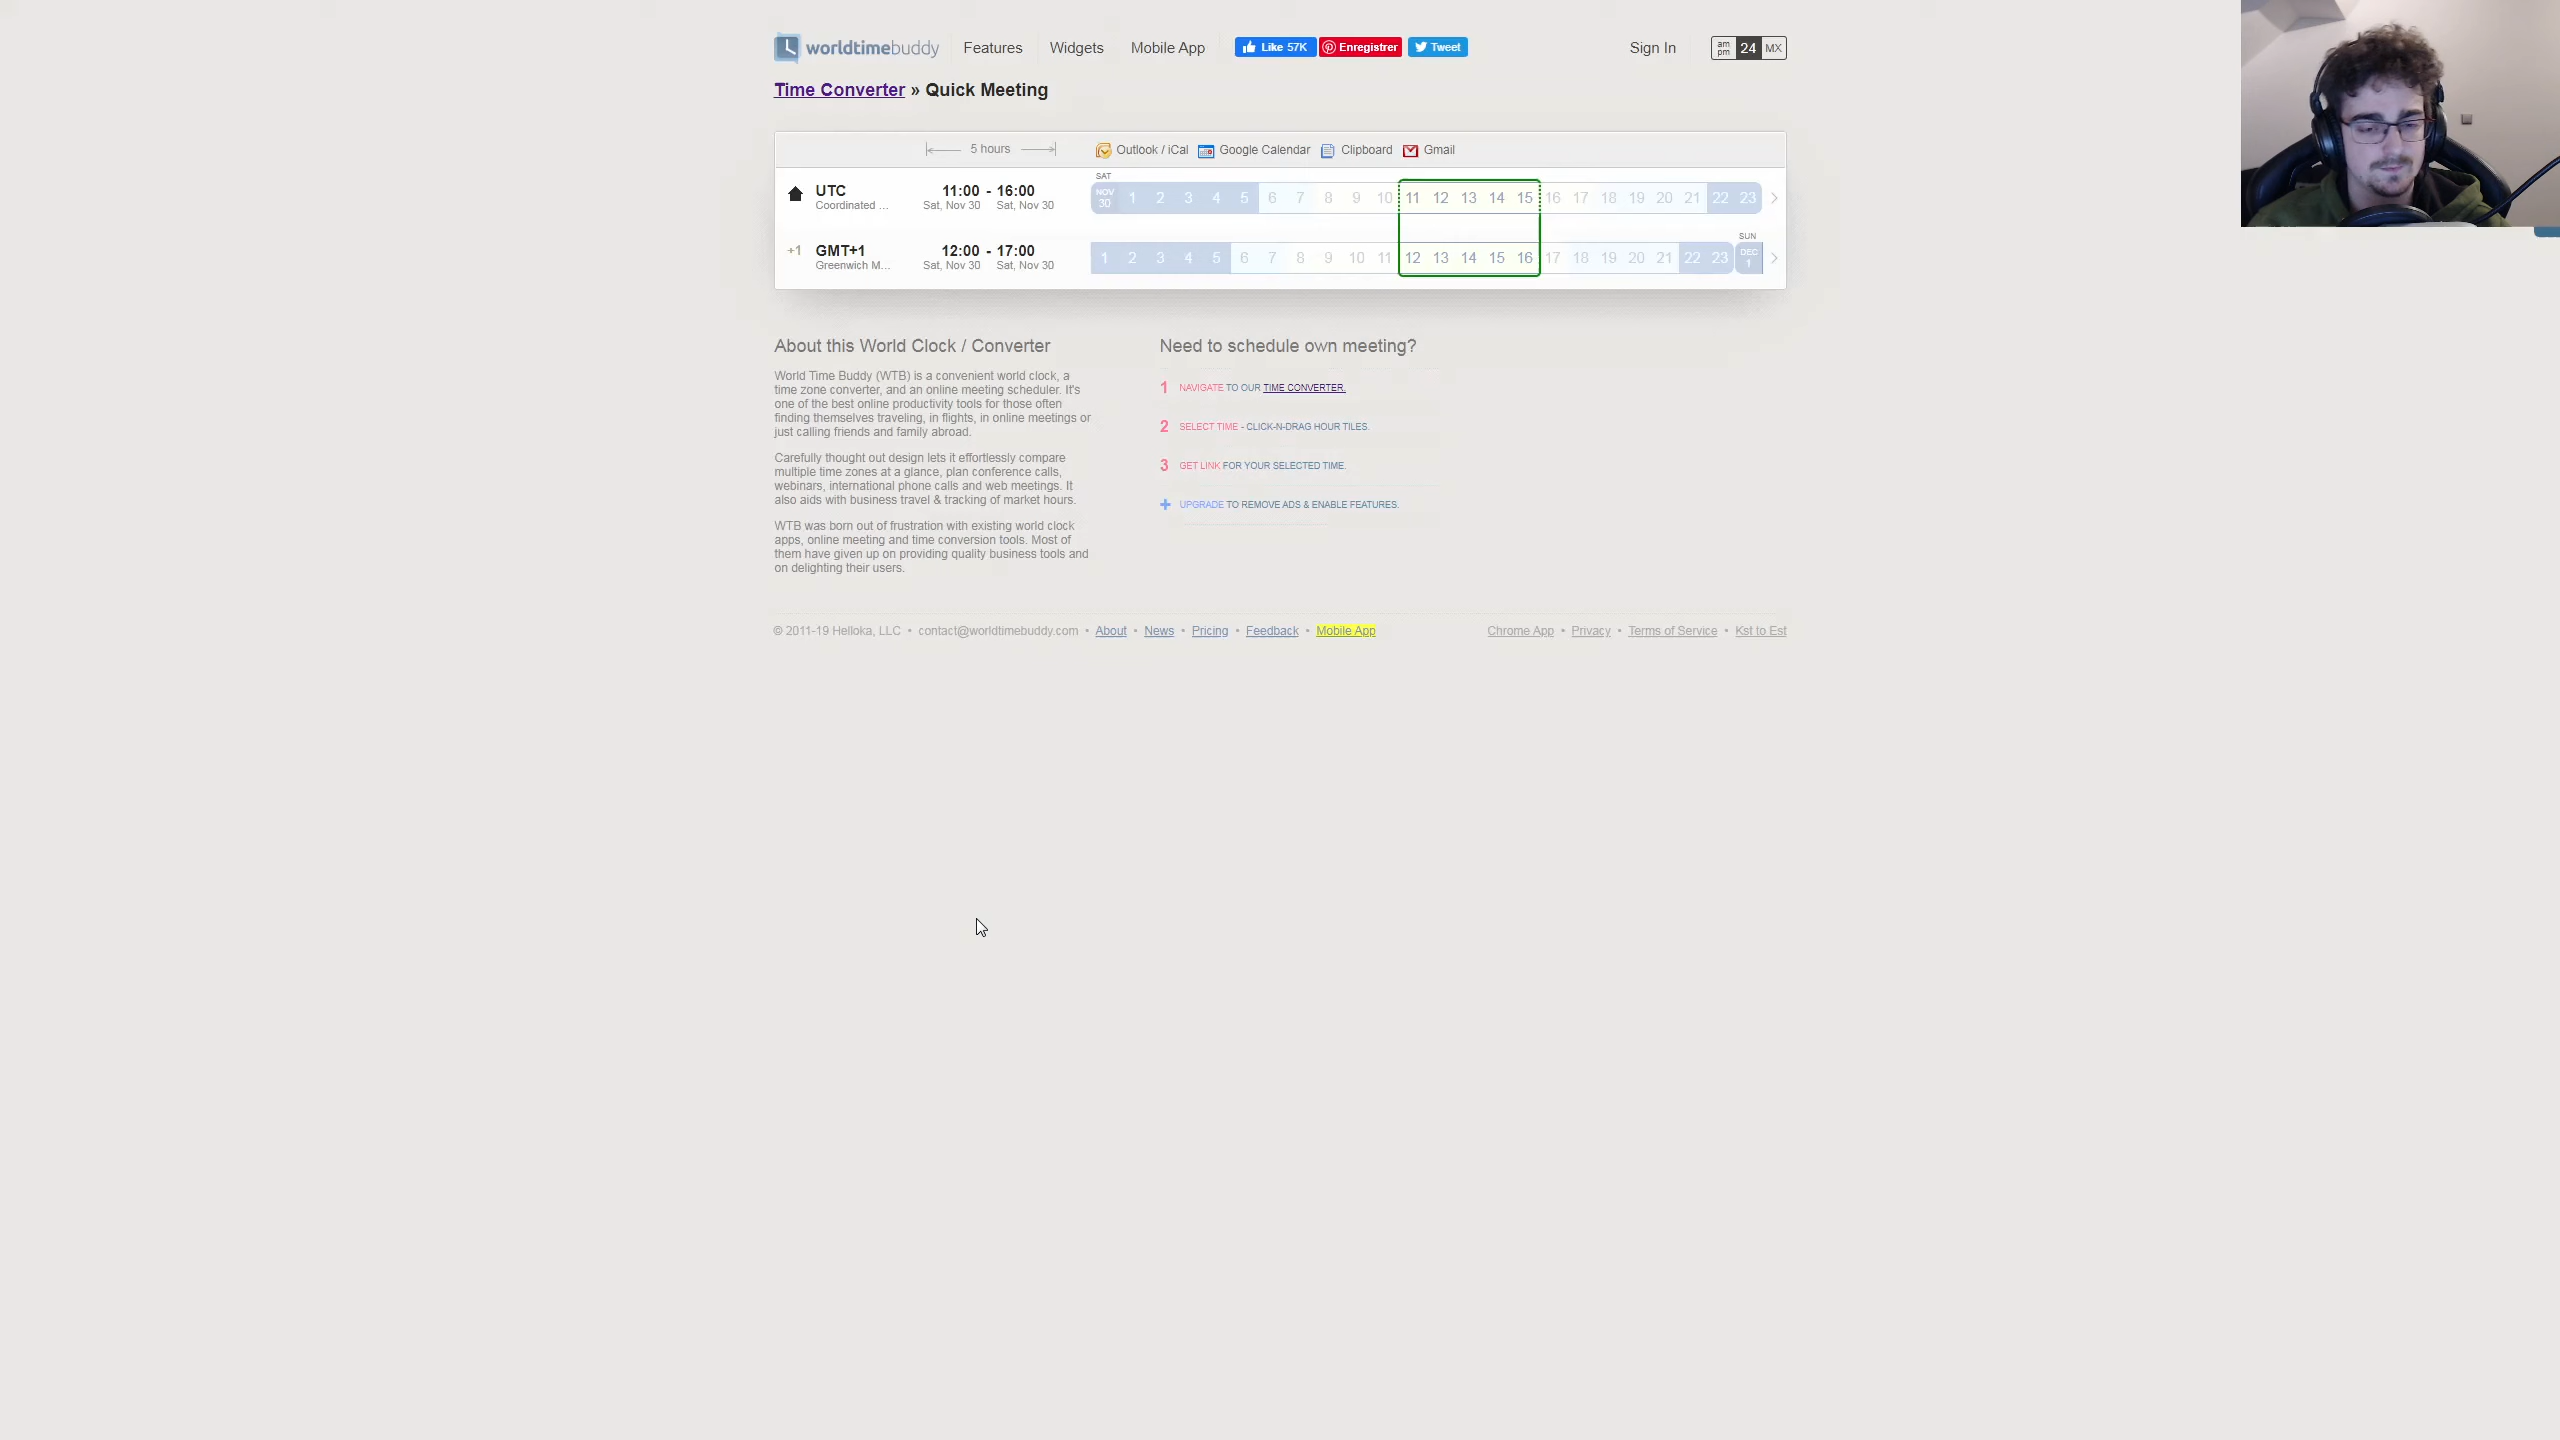 worldtimebuddy Features Widgets Mobile App Like 57K Enregistrer Tweet Sign In am pm 24 MX
Time Converter » Quick Meeting
5 hours Outlook / iCal Google Calendar Clipboard Gmail
SAT
UTC 11:00 - 16:00 NOV 30 1 2 3 4 5 6 7 8 9 10 11 12 13 14 15 16 17 18 19 20 21 22 23
Coordinated ... Sat, Nov 30 Sat, Nov 30
SUN
+1 GMT+1 12:00 - 17:00 1 2 3 4 5 6 7 8 9 10 11 12 13 14 15 16 17 18 19 20 21 22 23 DEC 1
Greenwich M... Sat, Nov 30 Sat, Nov 30
About this World Clock / Converter
World Time Buddy (WTB) is a convenient world clock, a
time zone converter, and an online meeting scheduler. It's
one of the best online productivity tools for those often
finding themselves traveling, in flights, in online meetings or
just calling friends and family abroad.
Carefully thought out design lets it effortlessly compare
multiple time zones at a glance, plan conference calls,
webinars, international phone calls and web meetings. It
also aids with business travel & tracking of market hours.
WTB was born out of frustration with existing world clock
apps, online meeting and time conversion tools. Most of
them have given up on providing quality business tools and
on delighting their users.
Need to schedule own meeting?
1 NAVIGATE TO OUR TIME CONVERTER.
2 SELECT TIME - CLICK-N-DRAG HOUR TILES.
3 GET LINK FOR YOUR SELECTED TIME.
+ UPGRADE TO REMOVE ADS & ENABLE FEATURES.
© 2011-19 Helloka, LLC • contact@worldtimebuddy.com • About • News • Pricing • Feedback • Mobile App Chrome App • Privacy • Terms of Service • Kst to Est